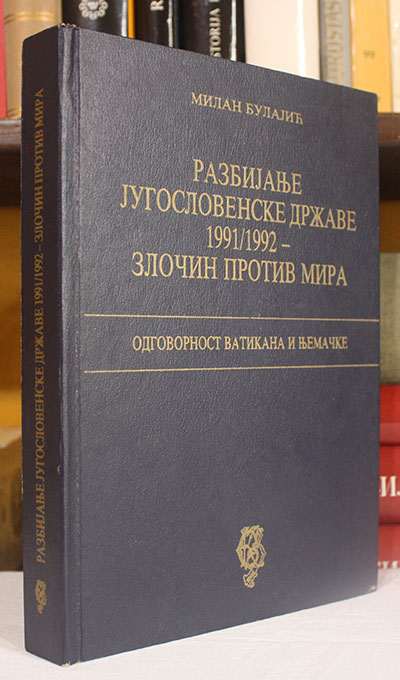 МИЛАН БУЛАЈИЋ
РАЗБИЈАЊЕ
ЈУГОСЛОВЕНСКЕ ДРЖАВЕ
1991/1992 –
ЗЛОЧИН ПРОТИВ МИРА
ОДГОВОРНОСТ ВАТИКАНА И ЊЕМАЧКЕ
РАЗБИЈАЊЕ ЈУГОСЛОВЕНСКЕ ДРЖАВЕ 1991/1992 – ЗЛОЧИН ПРОТИВ МИРА